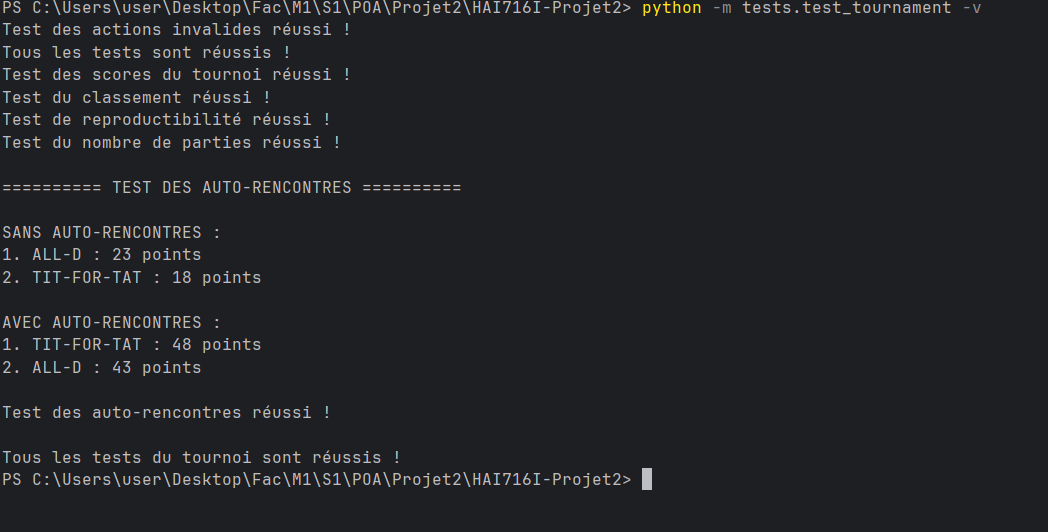 PS C:\Users\user\Desktop\Fac\M1\S1\POA\Projet2\HAI716I-Projet2> python -m tests.test_tournament -v
Test des actions invalides réussi !
Tous les tests sont réussis !
Test des scores du tournoi réussi !
Test du classement réussi !
Test de reproductibilité réussi !
Test du nombre de parties réussi !
========== TEST DES AUTO-RENCONTRES ==========
SANS AUTO-RENCONTRES :
1. ALL-D : 23 points
2. TIT-FOR-TAT : 18 points
AVEC AUTO-RENCONTRES :
1. TIT-FOR-TAT : 48 points
2. ALL-D : 43 points
Test des auto-rencontres réussi !
Tous les tests du tournoi sont réussis !
PS C:\Users\user\Desktop\Fac\M1\S1\POA\Projet2\HAI716I-Projet2>